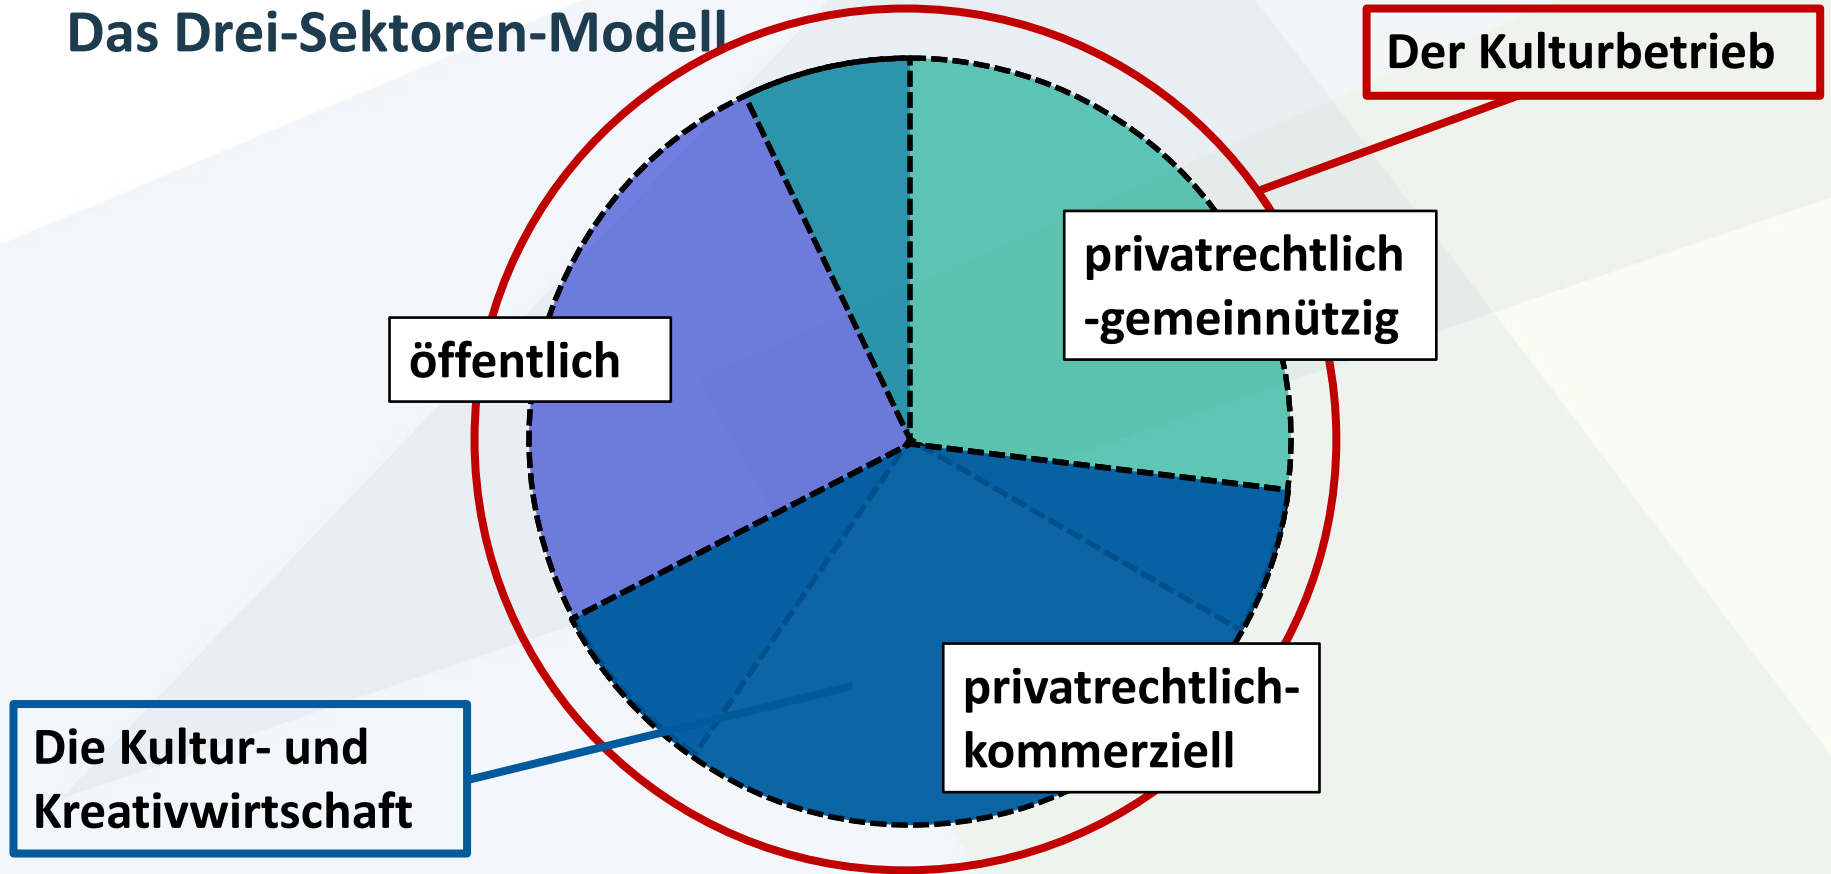 Das Drei-Sektoren-Modell
Der Kulturbetrieb
privatrechtlich
-gemeinnützig
öffentlich
privatrechtlich-
kommerziell
Die Kultur- und
Kreativwirtschaft